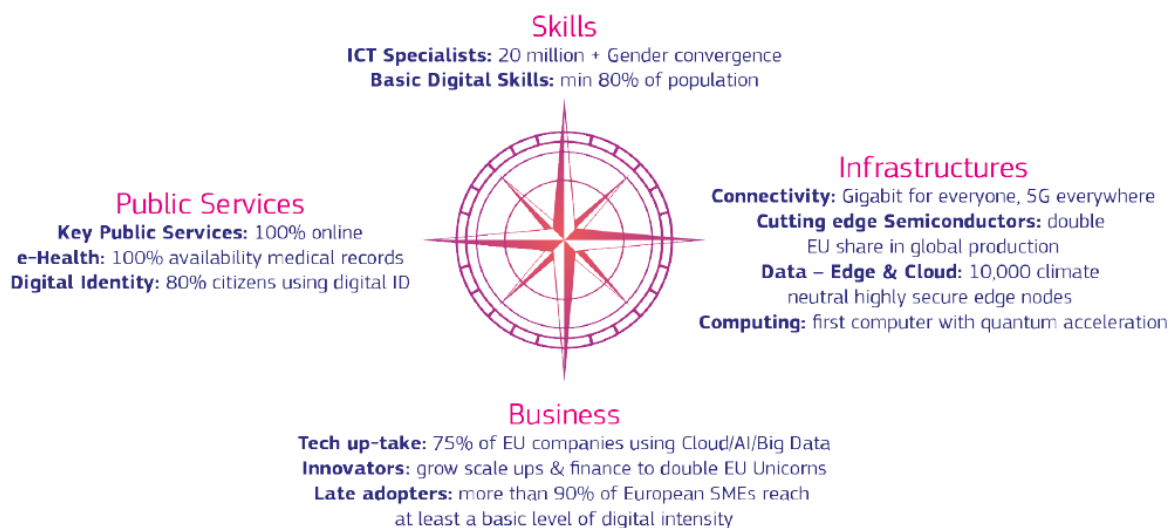 Skills
ICT Specialists: 20 million + Gender convergence
Basic Digital Skills: min 80% of population
Public Services
Key Public Services: 100% online
e-Health: 100% availability medical records
Digital Identity: 80% citizens using digital ID
Infrastructures
Connectivity: Gigabit for everyone, 5G everywhere
Cutting edge Semiconductors: double
EU share in global production
Data – Edge & Cloud: 10,000 climate
neutral highly secure edge nodes
Computing: first computer with quantum acceleration
Business
Tech up-take: 75% of EU companies using Cloud/AI/Big Data
Innovators: grow scale ups & finance to double EU Unicorns
Late adopters: more than 90% of European SMEs reach
at least a basic level of digital intensity